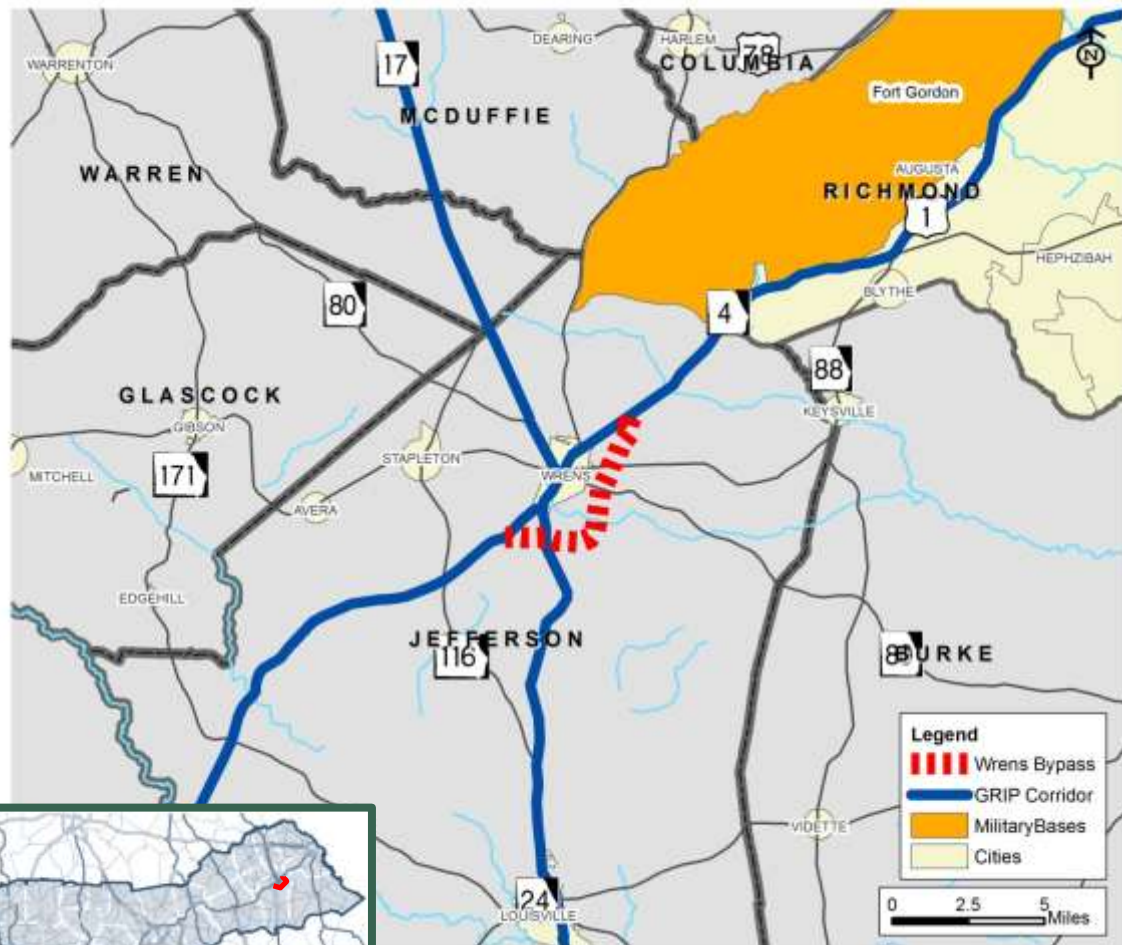 DEARING
HARLEM
78
COLUMBIA
N
WARRENTON
17
Fort Gordon
MCDUFFIE
WARREN
AUGUSTA
RICHMOND
1
HEPHZIBAH
BLYTHE
80
4
88
GLASCOCK
GIBSON
KEYSVILLE
STAPLETON
WRENS
MITCHELL
171
AVERA
EDGEHILL
JEFFERSON
116
BURKE
Legend
Wrens Bypass
GRIP Corridor
MilitaryBases
Cities
VIDETTE
24
LOUISVILLE
0 2.5 5
Miles